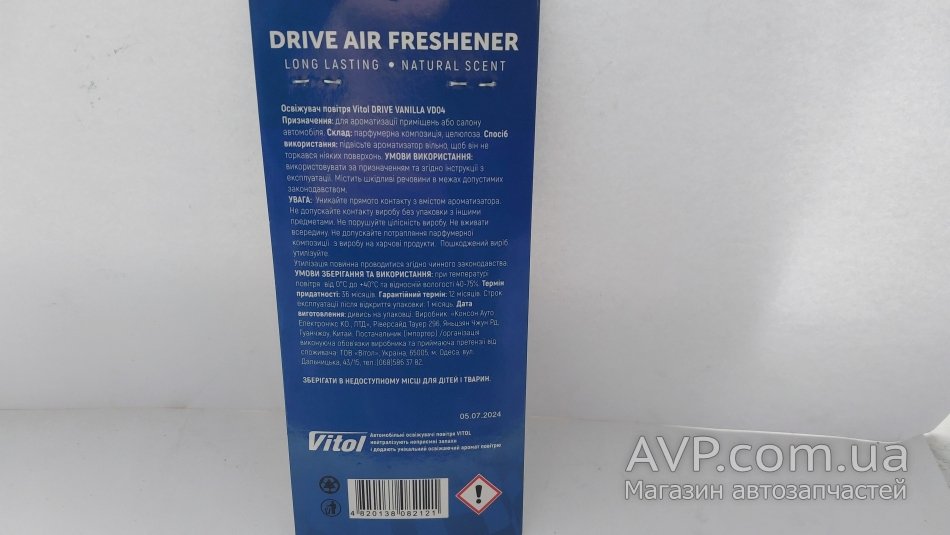 DRIVE AIR FRESHENER
LONG LASTING • NATURAL SCENT
Освіжувач повітря Vitol DRIVE VANILLA VD04
Призначення: для ароматизації приміщень або салону
автомобіля. Склад: парфумерна композиція, целюлоза. Спосіб
використання: підвісьте ароматизатор вільно, щоб він не
торкався ніяких поверхонь. УМОВИ ВИКОРИСТАННЯ:
використовувати за призначенням та згідно інструкції з
експлуатації. Містить шкідливі речовини в межах допустимих
законодавством.
УВАГА: Уникайте прямого контакту з вмістом ароматизатора.
Не допускайте контакту виробу без упаковки з іншими
предметами. Не порушуйте цілісність виробу. Не вживати
всередину. Не допускайте потрапляння парфумерної
композиції з виробу на харчові продукти. Пошкоджений виріб
утилізуйте.
Утилізація повинна проводитися згідно чинного законодавства.
УМОВИ ЗБЕРІГАННЯ ТА ВИКОРИСТАННЯ: при температурі
повітря від 0°С до +40°С та відносній вологості 40-75%. Термін
придатності: 36 місяців. Гарантійний термін: 12 місяців. Строк
експлуатації після відкриття упаковки: 1 місяць. Дата
виготовлення: дивись на упаковці. Виробник: «Консон Ауто
Електронікс КО., ЛТД», Ріверсайд Тауер 296, Яньцзян Чжун Рд,
Гуанчжоу, Китай. Постачальник (імпортер) /організація
виконуюча обов'язки виробника та приймаюча претензії від
споживача: ТОВ «Вітол», Україна, 65005, м. Одеса, вул.
Дальницька, 43/15, тел.:(068)586 37 82.
ЗБЕРІГАТИ В НЕДОСТУПНОМУ МІСЦІ ДЛЯ ДІТЕЙ І ТВАРИН.
05.07.2024
Vitol
Автомобільні освіжувачі повітря VITOL
нейтралізують неприємні запахи
і додають унікальний освіжаючий аромат повітрю
4 820138 082121
AVP.com.ua
Магазин автозапчастей